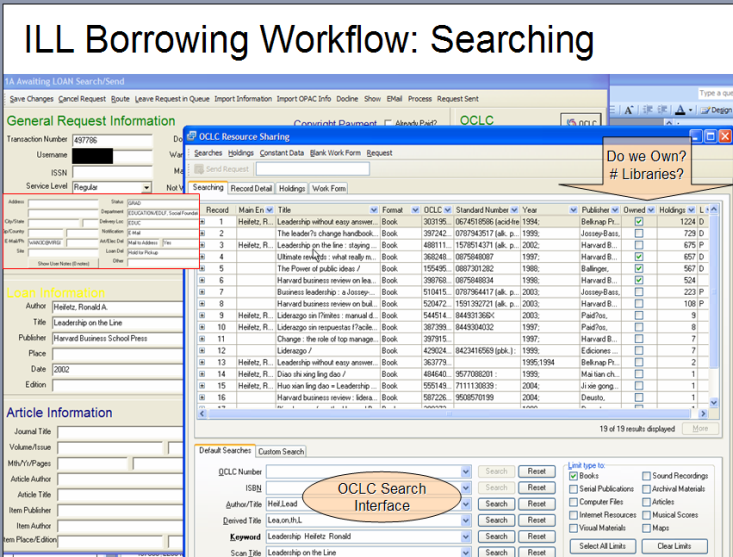 ILL Borrowing Workflow: Searching
1A Awaiting LOAN Search/Send
Type a que
Save Changes Cancel Request Route Leave Request in Queue Import Information Import OPAC Info Docline Show EMail Process Request Sent
Design
General Request Information
Copyright Payment Already Paid?
OCLC
OCLC
Transaction Number 497786
Username
ISSN
Service Level Regular
OCLC Resource Sharing
Searches Holdings Constant Data Blank Work Form Request
Send Request
Do we Own?
# Libraries?
Searching Record Detail Holdings Work Form
Address
Status GRAD
Department EDUCATION/EDLF, Social Foundat
City/State
Delivery Loc EDUC
Notification E-Mail
E-Mail/Ph
Art/Elec Del Mail to Address Yes
Site
Loan Del Hold for Pickup
Show User Notes (0 notes)
Other
Record Main En Title Format OCLC Standard Number Year Publisher Owned Holdings L
1 Heifetz, R... Leadership without easy answer... Book 303195... 0674518586 (acid-fre 1994; Belknap Pr... 1224 D
2 The leader?s change handbook... Book 397242... 0787943517 (alk. p... 1999; Jossey-Bass, 729 D
3 Heifetz, R... Leadership on the line : staying ... Book 488111... 1578514371 (alk. p... 2002; Harvard B... 675 P
4 Ultimate rewards : what really m... Book 368248... 0875848087 1997; Harvard B... 657 D
5 The Power of public ideas / Book 155495... 0887301282 1988; Ballinger, 567 D
6 Harvard business review on lea... Book 398768... 0875848834 1998; Harvard B... 524
7 Business leadership : a Jossey-... Book 510415... 0787964417 (alk. p... 2003; Jossey-Bass, 223 P
8 Harvard business review on buil... Book 520472... 1591392721 (alk. p... 2003; Harvard B... 108 P
9 Heifetz, R... Liderazgo sin l?imites : manual d... Book 544514... 844931366X 2003; Paid?os, 9
10 Heifetz, R... Liderazgo sin respuestas f?acile... Book 387399... 8449304032 1997; Paid?os, 8
11 Change : the role of top manage... Book 397915... 1997; Harvard B... 7
12 Liderazgo / Book 429024... 8423416569 (pbk.) : 1999; Ediciones ... 7
13 Heifetz, R... Leadership without easy answer... Book 363779... 1995;1994 Belknap Pr... 2
14 Heifetz, R... Diao shi xing ling dao / Book 484640... 9577088201 : 1999; Mai tian ch... 1
15 Heifetz, R... Huo xian ling dao = Leadership ... Book 555149... 7111130839 : 2004; Ji xie gong... 1
16 Harvard business review : lidera... Book 587226... 9508570199 2004; Deusto, 1
19 of 19 results displayed More
Loan Information
Author Heifetz, Ronald A.
Title Leadership on the Line
Publisher Harvard Business School Press
Place
Date 2002
Edition
Article Information
Journal Title
Volume/Issue
Mth/Yr/Pages
Article Author
Article Title
Item Publisher
Item Author
Item Place/Edition
Default Searches Custom Search
OCLC Number Search Reset
ISBN Search Reset
Author/Title Heif,Lead Search Reset
Derived Title Lea,on,th,L Search Reset
Keyword Leadership Heifetz Ronald Search Reset
Scan Title Leadership on the Line Search Reset
OCLC Search
Interface
Limit type to:
Books Sound Recordings
Serial Publications Archival Materials
Computer Files Articles
Internet Resources Musical Scores
Visual Materials Maps
Select All Limits Clear Limits